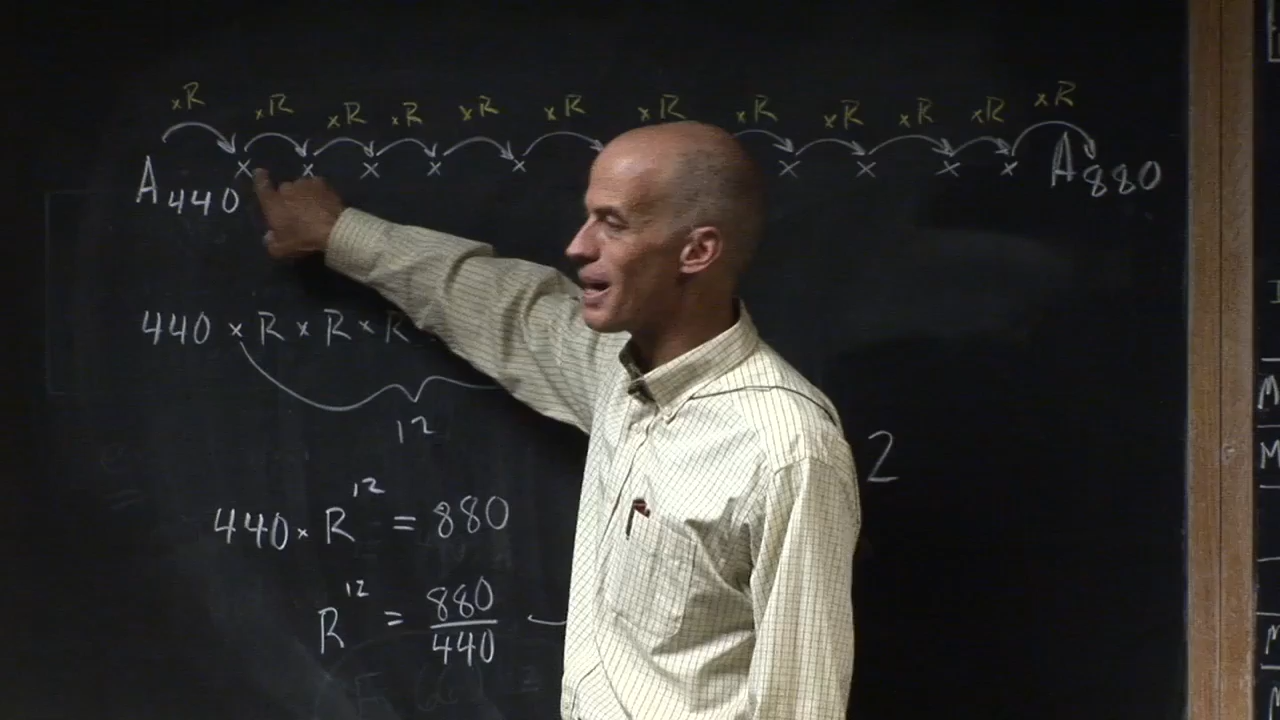 ×R ×R ×R ×R ×R ×R ×R ×R ×R ×R ×R ×R
A440 × × × × × × × × × A880
440 × R × R × R
12
2
440 × R¹² = 880
R¹² = 880/440